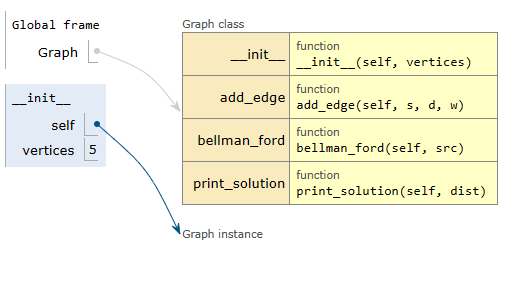 Global frame
Graph
__init__
self
vertices 5
Graph class
__init__ function
__init__(self, vertices)
add_edge function
add_edge(self, s, d, w)
bellman_ford function
bellman_ford(self, src)
print_solution function
print_solution(self, dist)
Graph instance